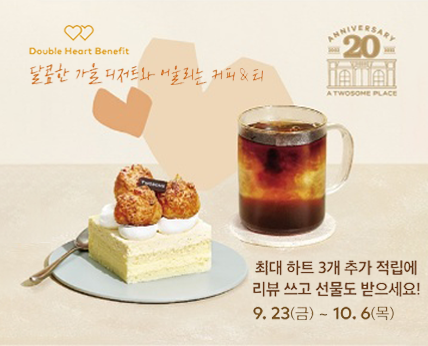 Double Heart Benefit
달콤한 가을 디저트와 어울리는 커피 & 티
ANNIVERSARY
20
A TWOSOME PLACE
최대 하트 3개 추가 적립에
리뷰 쓰고 선물도 받으세요!
9. 23(금) ~ 10. 6(목)